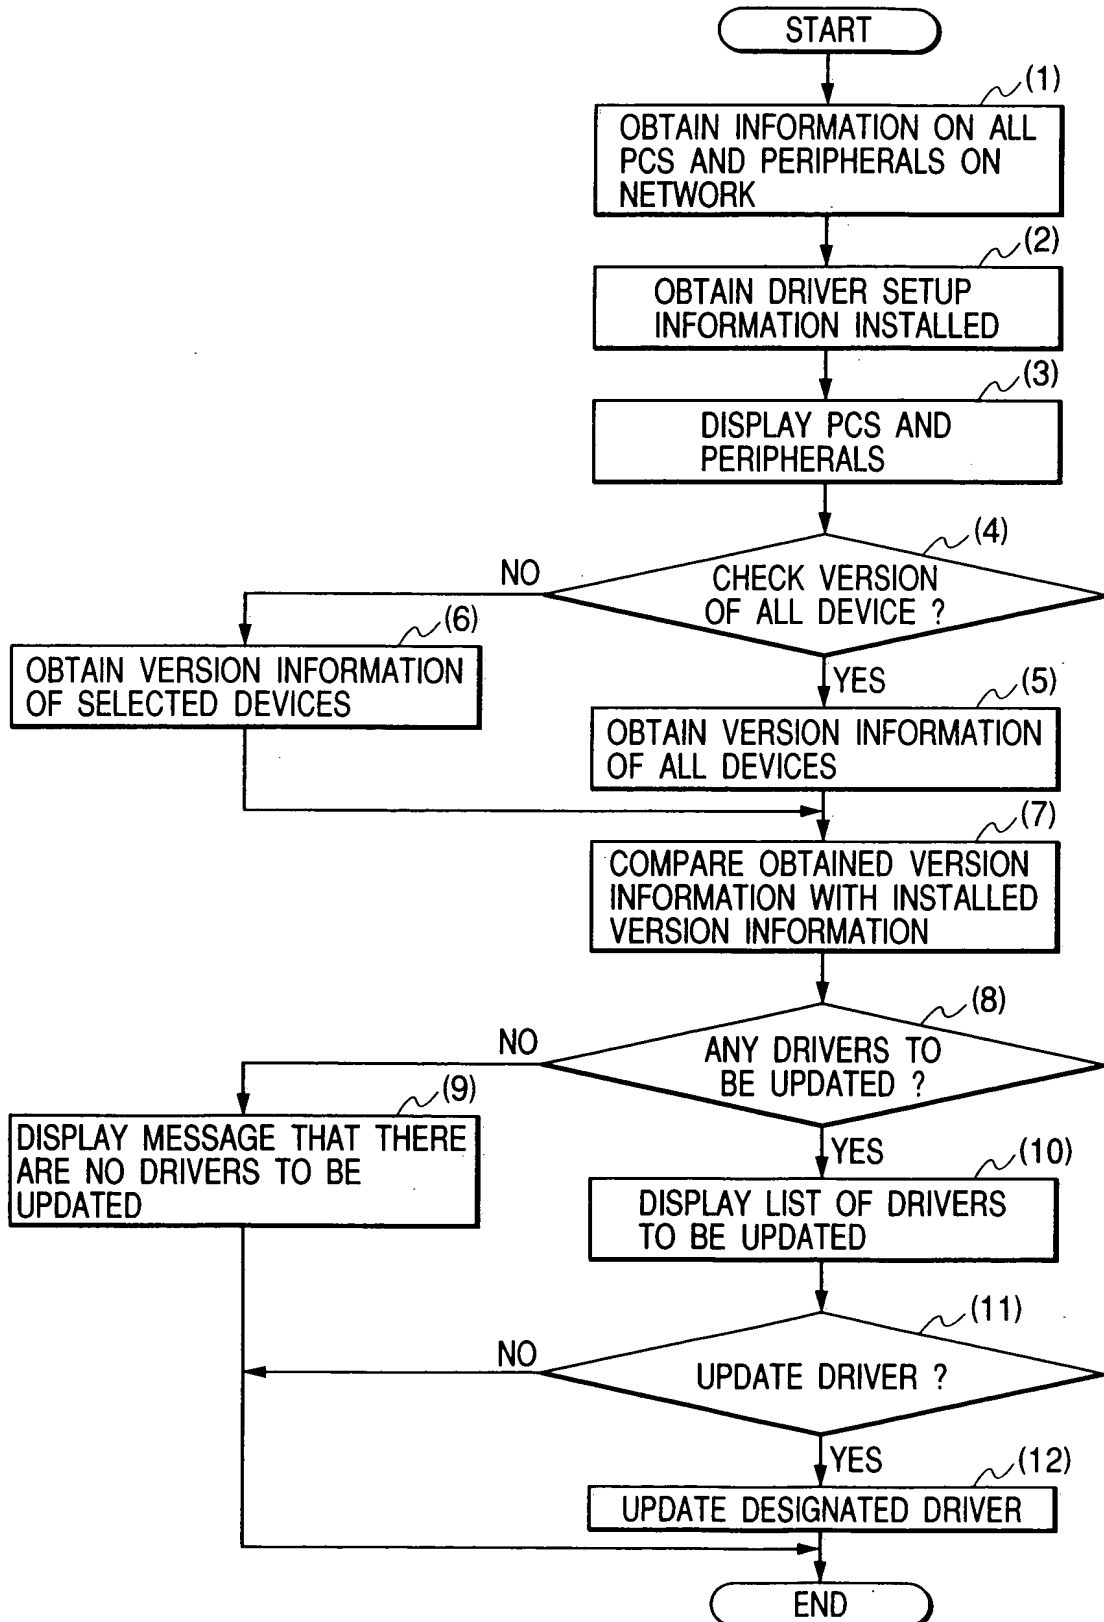 START
(1)
OBTAIN INFORMATION ON ALL
PCS AND PERIPHERALS ON
NETWORK
(2)
OBTAIN DRIVER SETUP
INFORMATION INSTALLED
(3)
DISPLAY PCS AND
PERIPHERALS
(4)
CHECK VERSION
OF ALL DEVICE ?
NO
YES
(6)
OBTAIN VERSION INFORMATION
OF SELECTED DEVICES
(5)
OBTAIN VERSION INFORMATION
OF ALL DEVICES
(7)
COMPARE OBTAINED VERSION
INFORMATION WITH INSTALLED
VERSION INFORMATION
(8)
ANY DRIVERS TO
BE UPDATED ?
NO
YES
(9)
DISPLAY MESSAGE THAT THERE
ARE NO DRIVERS TO BE
UPDATED
(10)
DISPLAY LIST OF DRIVERS
TO BE UPDATED
(11)
UPDATE DRIVER ?
NO
YES
(12)
UPDATE DESIGNATED DRIVER
END